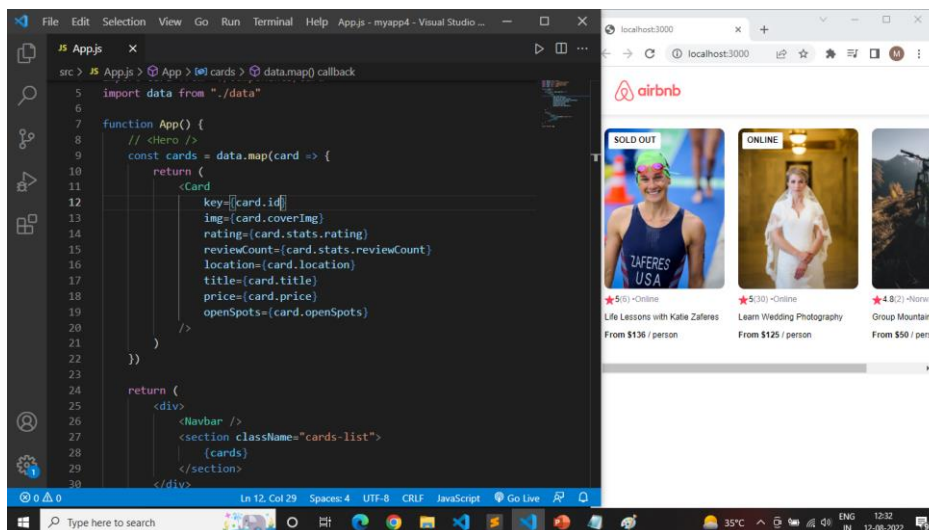 File Edit Selection View Go Run Terminal Help App.js - myapp4 - Visual Studio ...
JS App.js ×
src > JS App.js > App > cards > data.map() callback
5 import data from "./data"
6
7 function App() {
8 // <Hero />
9 const cards = data.map(card => {
10 return (
11 <Card
12 key={card.id}
13 img={card.coverImg}
14 rating={card.stats.rating}
15 reviewCount={card.stats.reviewCount}
16 location={card.location}
17 title={card.title}
18 price={card.price}
19 openSpots={card.openSpots}
20 />
21 )
22 })
23
24 return (
25 <div>
26 <Navbar />
27 <section className="cards-list">
28 {cards}
29 </section>
30 </div>
1
0 0 Ln 12, Col 29 Spaces: 4 UTF-8 CRLF JavaScript Go Live
localhost:3000
localhost:3000 M
airbnb
SOLD OUT
ZAFERES
USA
5(6) •Online
Life Lessons with Katie Zaferes
From $136 / person
ONLINE
5(30) •Online
Learn Wedding Photography
From $125 / person
4.8(2) •Norw
Group Mountain
From $50 / per
Type here to search
35°C ENG 12:32
IN 12-08-2022